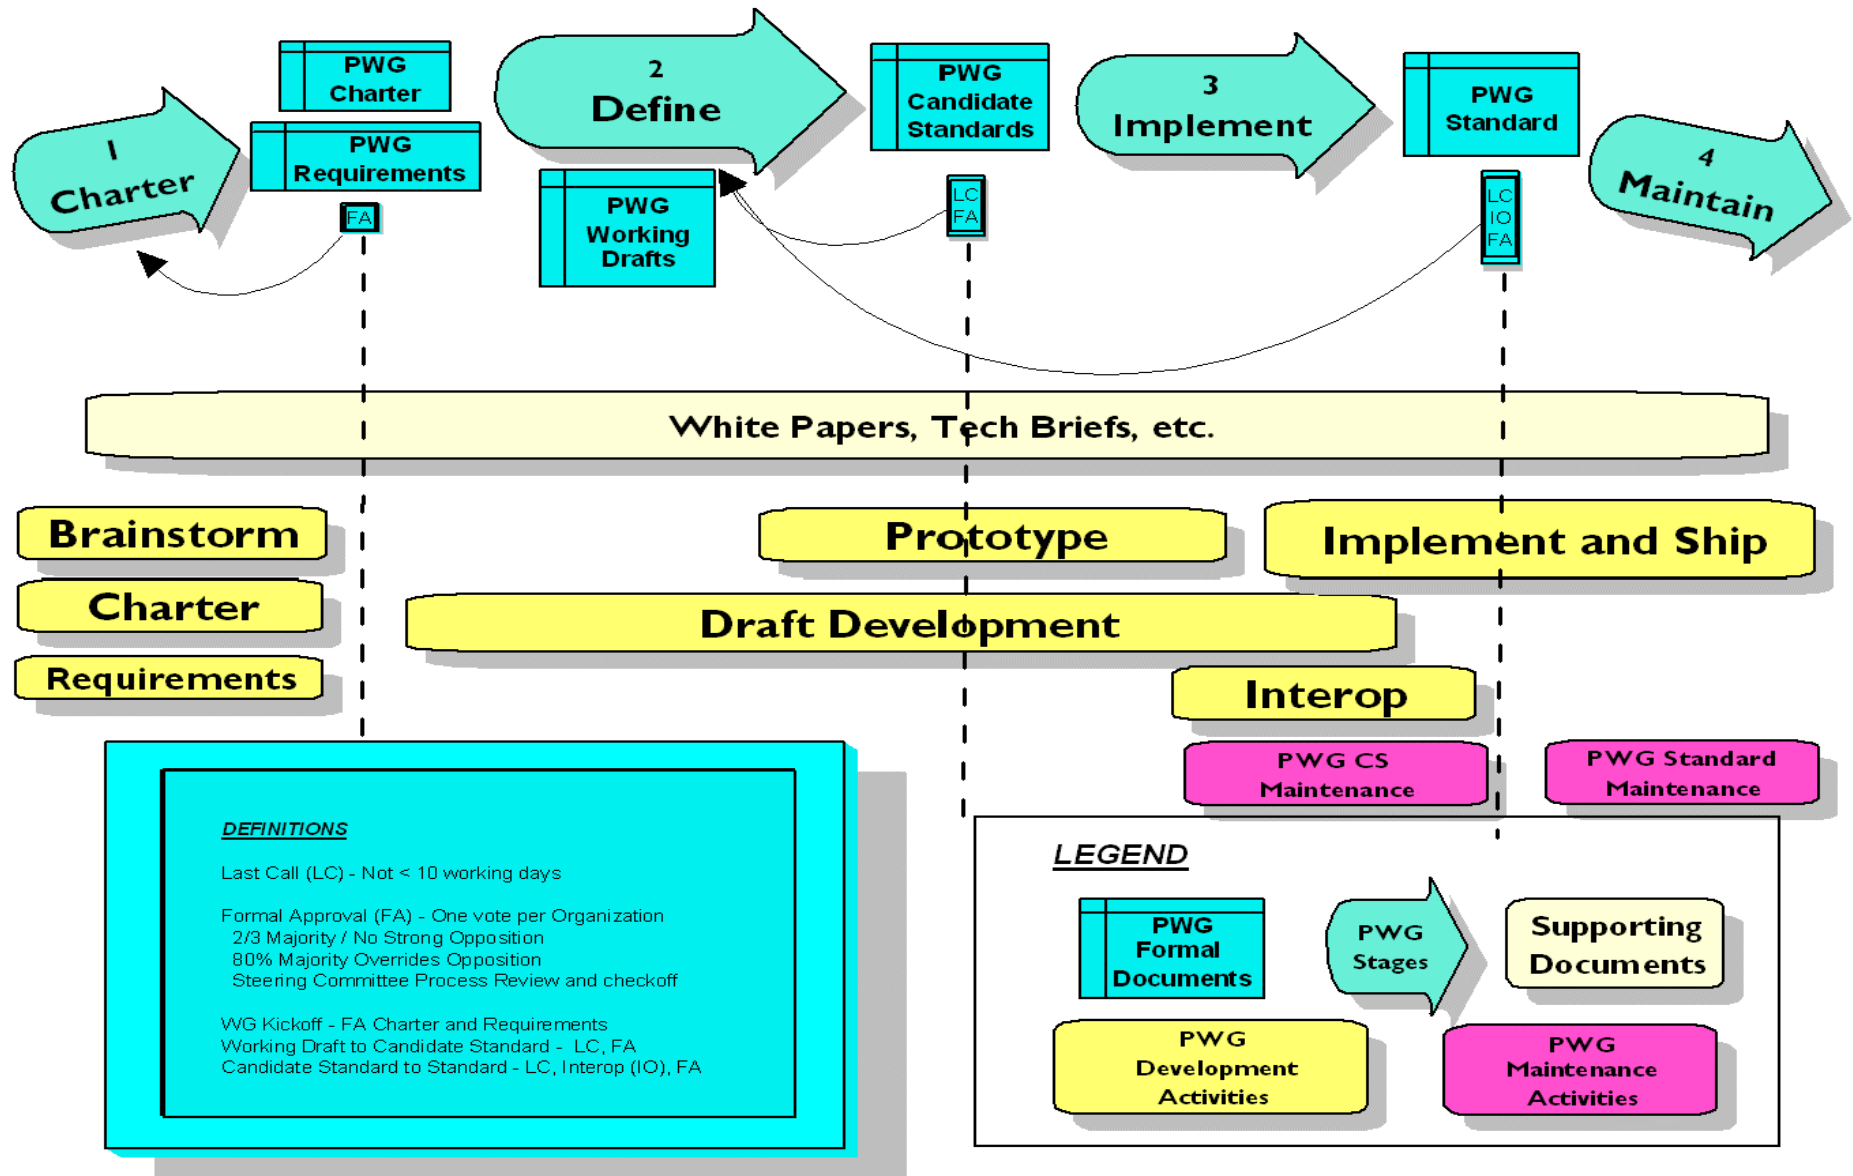 1
Charter
PWG
Charter
PWG
Requirements
FA
2
Define
PWG
Working
Drafts
PWG
Candidate
Standards
LC
FA
3
Implement
PWG
Standard
LC
IO
FA
4
Maintain
White Papers, Tech Briefs, etc.
Brainstorm
Charter
Requirements
Prototype
Implement and Ship
Draft Development
Interop
PWG CS
Maintenance
PWG Standard
Maintenance
DEFINITIONS
Last Call (LC) - Not < 10 working days
Formal Approval (FA) - One vote per Organization
2/3 Majority / No Strong Opposition
80% Majority Overrides Opposition
Steering Committee Process Review and checkoff
WG Kickoff - FA Charter and Requirements
Working Draft to Candidate Standard - LC, FA
Candidate Standard to Standard - LC, Interop (IO), FA
LEGEND
PWG
Formal
Documents
PWG
Stages
Supporting
Documents
PWG
Development
Activities
PWG
Maintenance
Activities